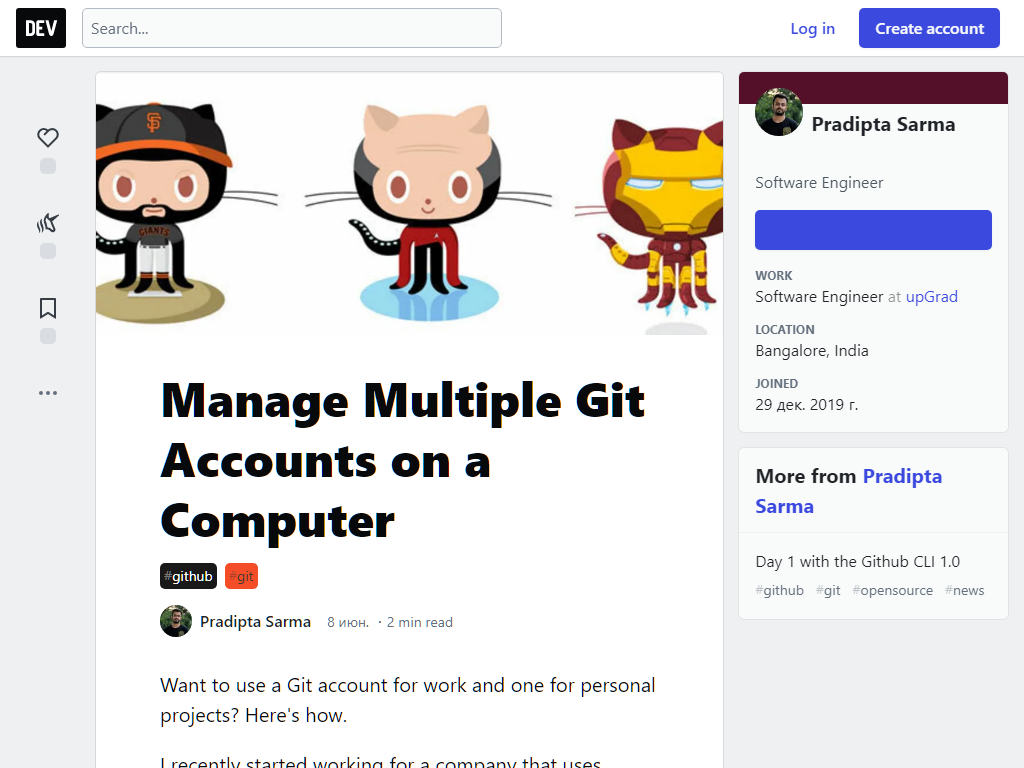 DEV
Search...
Log in
Create account
GIANTS
Manage Multiple Git
Accounts on a
Computer
#github
#git
Pradipta Sarma
8 июн. · 2 min read
Want to use a Git account for work and one for personal
projects? Here's how.
I recently started working for a company that uses
Pradipta Sarma
Software Engineer
WORK
Software Engineer at upGrad
LOCATION
Bangalore, India
JOINED
29 дек. 2019 г.
More from Pradipta
Sarma
Day 1 with the Github CLI 1.0
#github #git #opensource #news